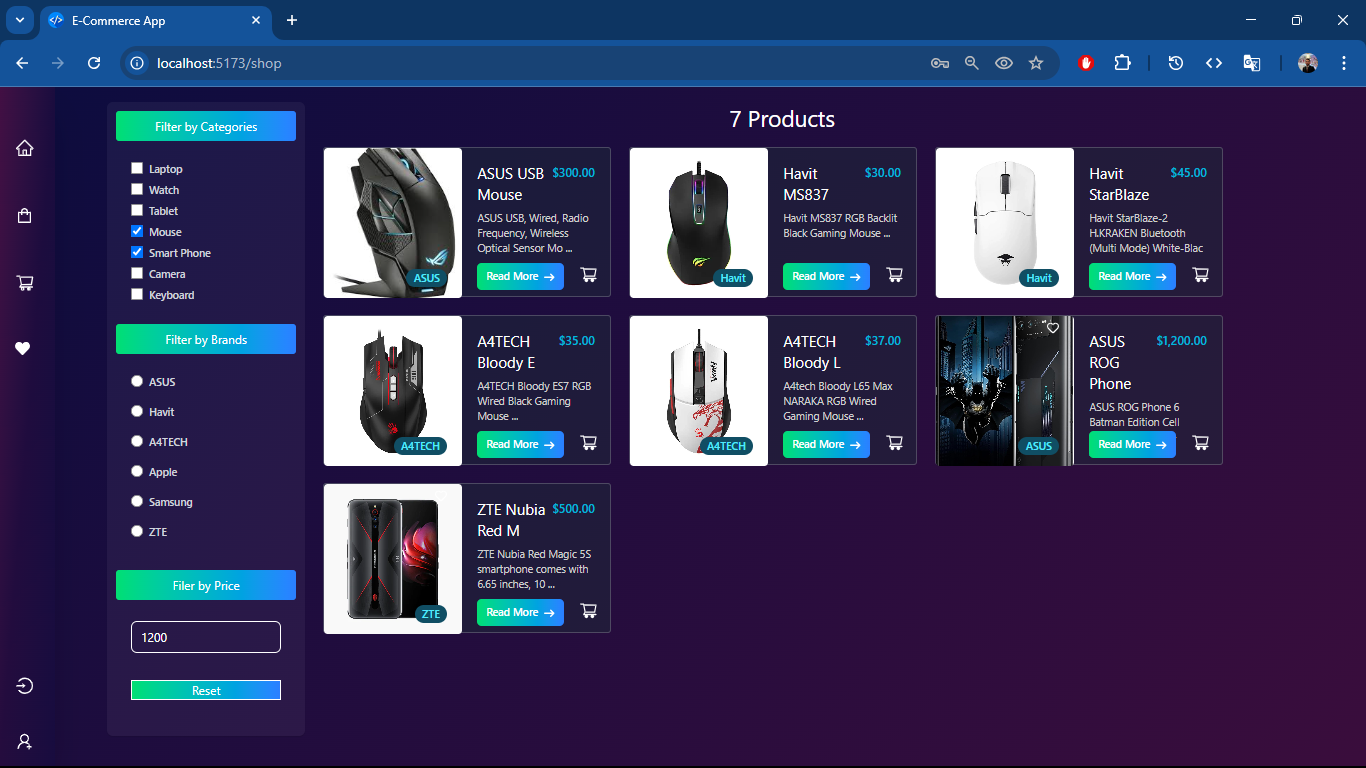 E-Commerce App
localhost:5173/shop
Filter by Categories
Laptop
Watch
Tablet
Mouse
Smart Phone
Camera
Keyboard
Filter by Brands
ASUS
Havit
A4TECH
Apple
Samsung
ZTE
Filer by Price
1200
Reset
7 Products
ASUS USB
Mouse
$300.00
ASUS USB, Wired, Radio
Frequency, Wireless
Optical Sensor Mo ...
ASUS
Read More →
Havit
MS837
$30.00
Havit MS837 RGB Backlit
Black Gaming Mouse ...
Havit
Read More →
Havit
StarBlaze
$45.00
Havit StarBlaze-2
H.KRAKEN Bluetooth
(Multi Mode) White-Blac
Havit
Read More →
A4TECH
Bloody E
$35.00
A4TECH Bloody ES7 RGB
Wired Black Gaming
Mouse ...
A4TECH
Read More →
A4TECH
Bloody L
$37.00
A4tech Bloody L65 Max
NARAKA RGB Wired
Gaming Mouse ...
A4TECH
Read More →
ASUS
ROG
Phone
$1,200.00
ASUS ROG Phone 6
Batman Edition Cell
ASUS
Read More →
ZTE Nubia
Red M
$500.00
ZTE Nubia Red Magic 5S
smartphone comes with
6.65 inches, 10 ...
ZTE
Read More →